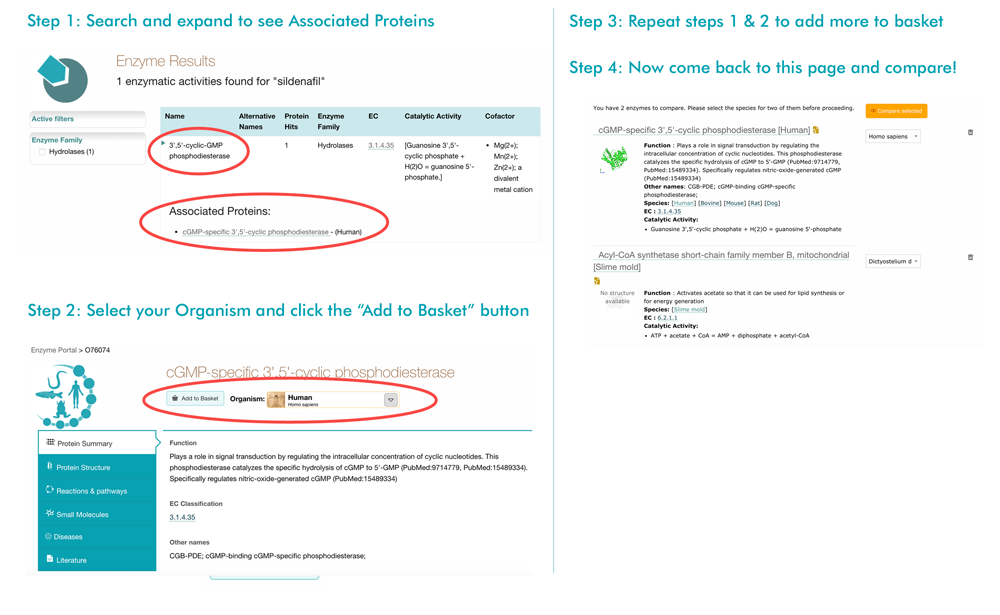 Step 1: Search and expand to see Associated Proteins
Enzyme Results
1 enzymatic activities found for "sildenafil"
Active filters
Enzyme Family
Hydrolases (1)
Name
Alternative
Names
Protein
Hits
Enzyme
Family
EC
Catalytic Activity
Cofactor
3',5'-cyclic-GMP
phosphodiesterase
1
Hydrolases
3.1.4.35
[Guanosine 3',5'-
cyclic phosphate +
H(2)O = guanosine 5'-
phosphate.]
• Mg(2+);
Mn(2+);
Zn(2+); a
divalent
metal cation
Associated Proteins:
• cGMP-specific 3',5'-cyclic phosphodiesterase - (Human)
Step 2: Select your Organism and click the “Add to Basket” button
Enzyme Portal > O76074
cGMP-specific 3',5'-cyclic phosphodiesterase
Add to Basket
Organism:
Human
Homo sapiens
Protein Summary
Protein Structure
Reactions & pathways
Small Molecules
Diseases
Literature
Function
Plays a role in signal transduction by regulating the intracellular concentration of cyclic nucleotides. This
phosphodiesterase catalyzes the specific hydrolysis of cGMP to 5'-GMP (PubMed:9714779, PubMed:15489334).
Specifically regulates nitric-oxide-generated cGMP (PubMed:15489334)
EC Classification
3.1.4.35
Other names
CGB-PDE; cGMP-binding cGMP-specific phosphodiesterase;
Step 3: Repeat steps 1 & 2 to add more to basket
Step 4: Now come back to this page and compare!
You have 2 enzymes to compare. Please select the species for two of them before proceeding.
Compare selected
cGMP-specific 3',5'-cyclic phosphodiesterase [Human]
Homo sapiens
Function : Plays a role in signal transduction by regulating the
intracellular concentration of cyclic nucleotides. This phosphodiesterase
catalyzes the specific hydrolysis of cGMP to 5'-GMP (PubMed:9714779,
PubMed:15489334). Specifically regulates nitric-oxide-generated cGMP
(PubMed:15489334)
Other names: CGB-PDE; cGMP-binding cGMP-specific
phosphodiesterase;
Species: [Human] [Bovine] [Mouse] [Rat] [Dog]
EC : 3.1.4.35
Catalytic Activity:
• Guanosine 3',5'-cyclic phosphate + H(2)O = guanosine 5'-phosphate
Acyl-CoA synthetase short-chain family member B, mitochondrial
[Slime mold]
Dictyostelium d
No structure
available
Function : Activates acetate so that it can be used for lipid synthesis or
for energy generation
Species: [Slime mold]
EC : 6.2.1.1
Catalytic Activity:
• ATP + acetate + CoA = AMP + diphosphate + acetyl-CoA